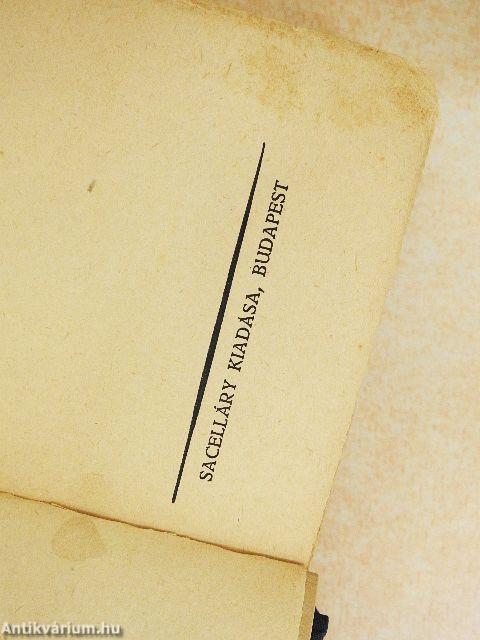 SACELLÁRY KIADÁSA, BUDAPEST
Antikvárium.hu